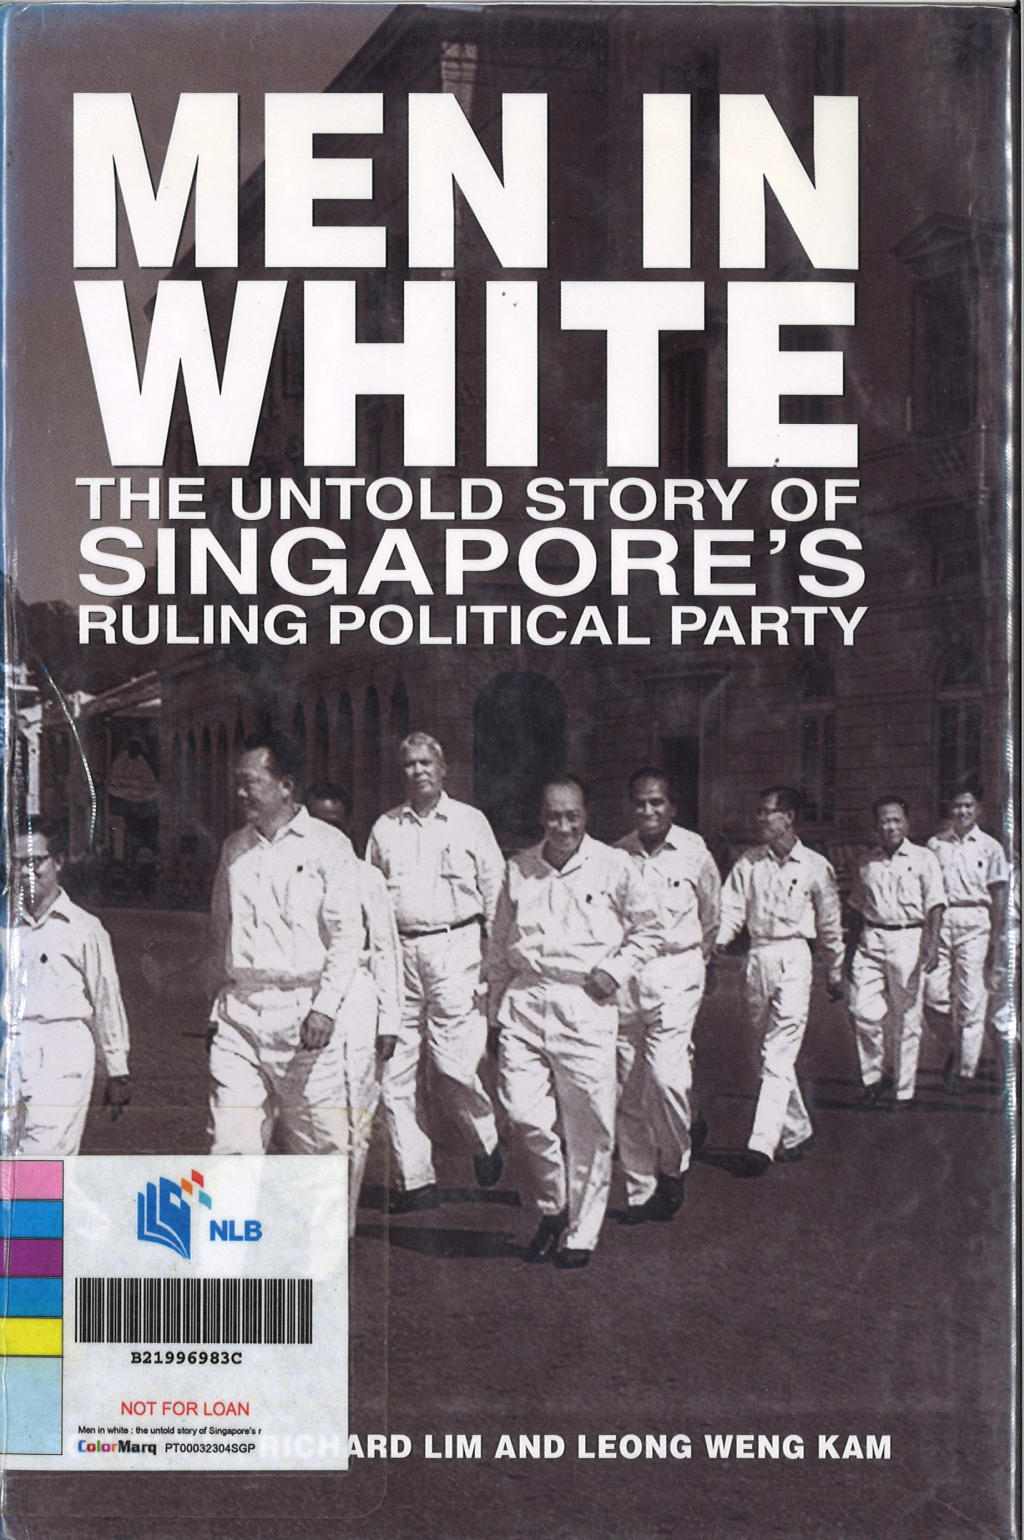 MEN IN
WHITE
THE UNTOLD STORY OF
SINGAPORE'S
RULING POLITICAL PARTY
NLB
B21996983C
NOT FOR LOAN
Men in white : the untold story of Singapore's r
ColorMarq PT00032304SGP
RICHARD LIM AND LEONG WENG KAM